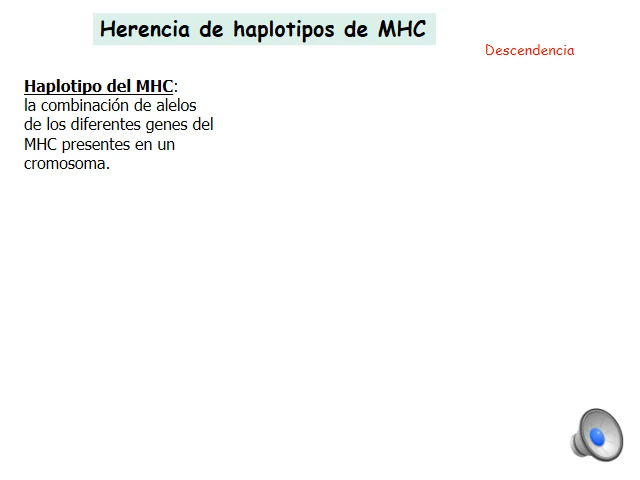 Herencia de haplotipos de MHC
Descendencia
Haplotipo del MHC:
la combinación de alelos
de los diferentes genes del
MHC presentes en un
cromosoma.